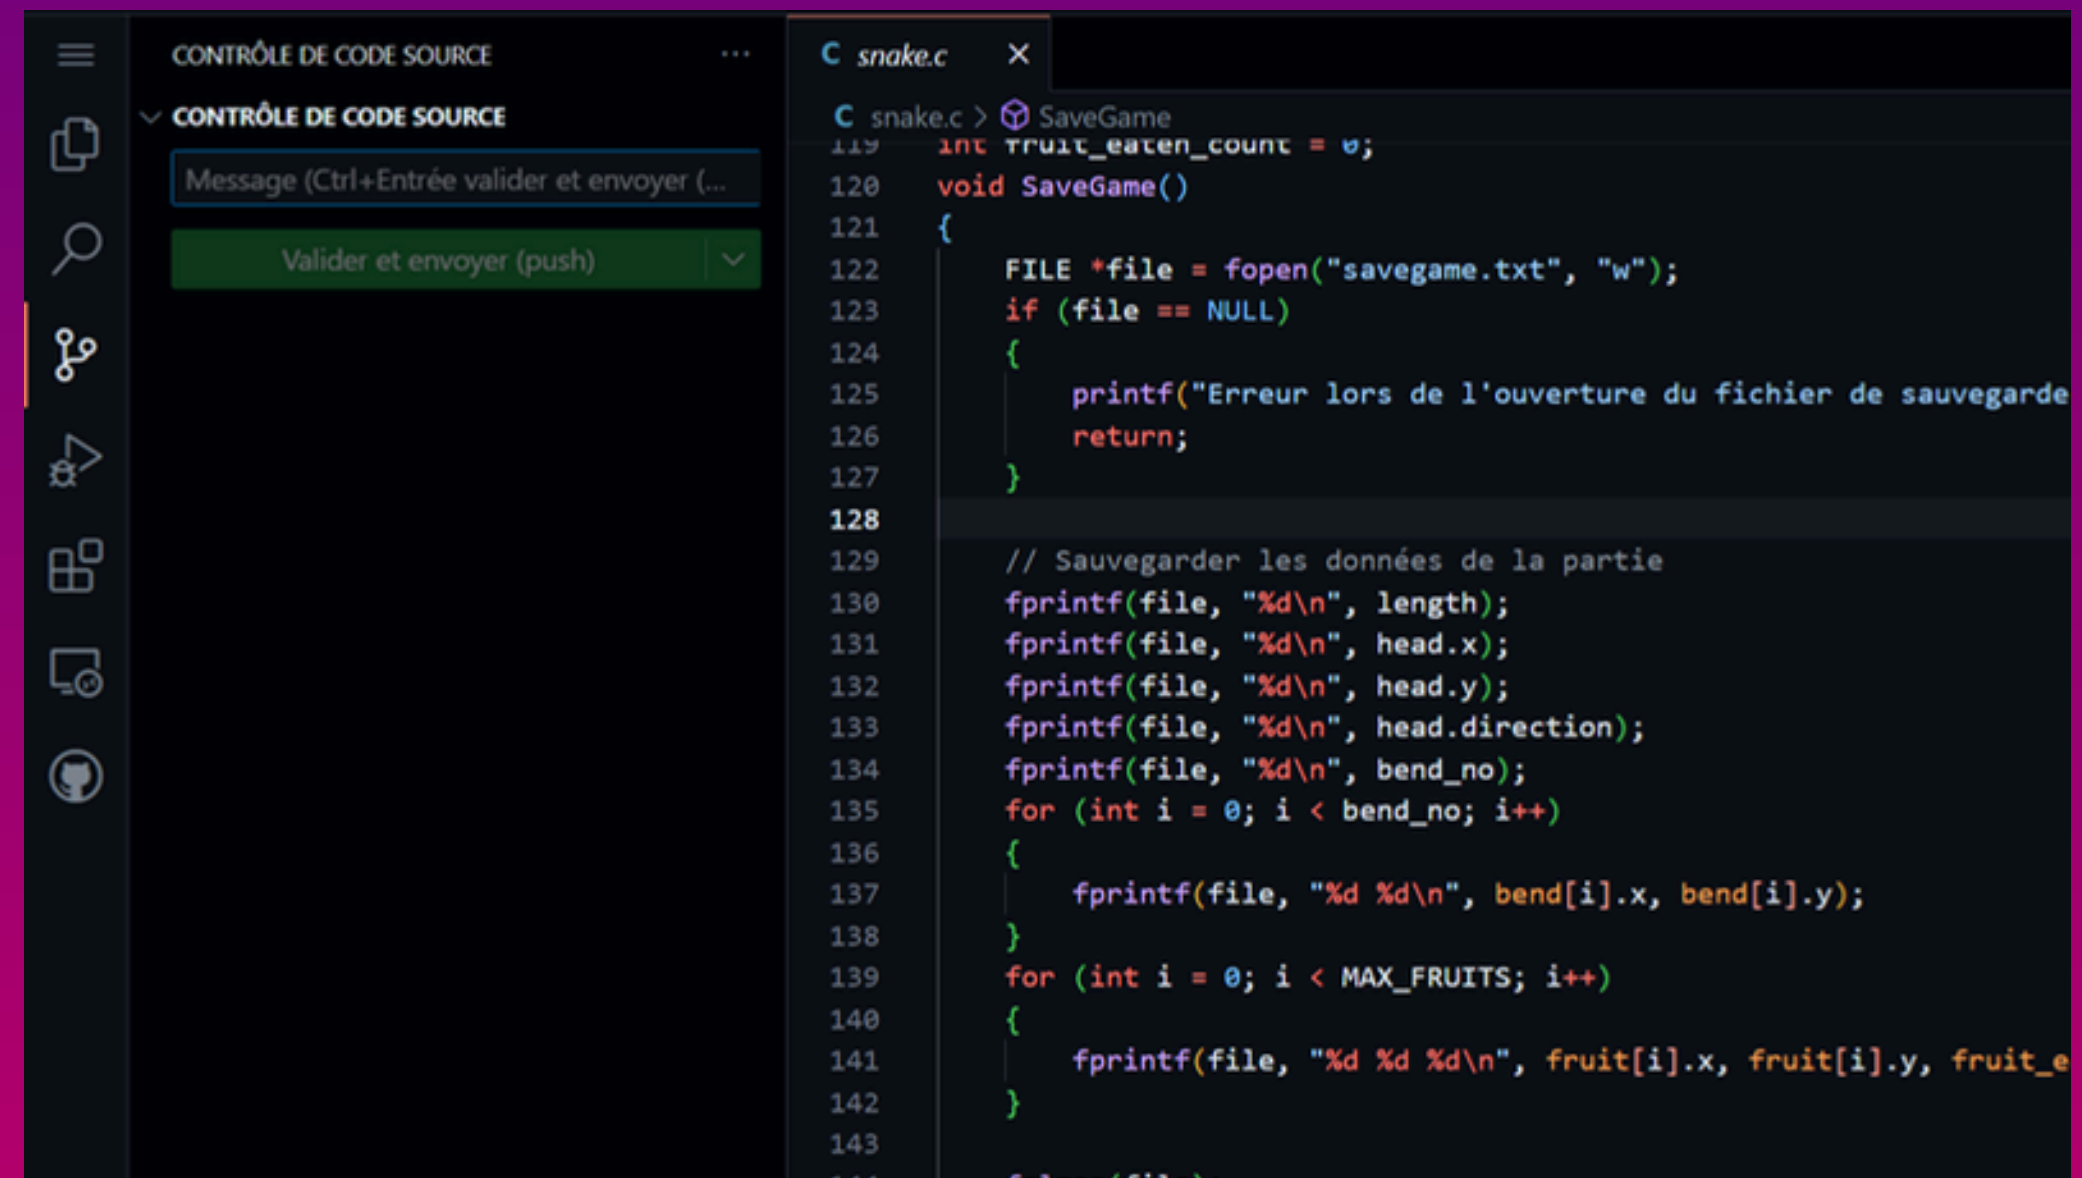 CONTRÔLE DE CODE SOURCE
CONTRÔLE DE CODE SOURCE
Message (Ctrl+Entrée valider et envoyer (...
Valider et envoyer (push)
C snake.c ×
C snake.c > SaveGame
119 int fruit_eaten_count = 0;
120 void SaveGame()
121 {
122 FILE *file = fopen("savegame.txt", "w");
123 if (file == NULL)
124 {
125 printf("Erreur lors de l'ouverture du fichier de sauvegarde
126 return;
127 }
128
129 // Sauvegarder les données de la partie
130 fprintf(file, "%d\n", length);
131 fprintf(file, "%d\n", head.x);
132 fprintf(file, "%d\n", head.y);
133 fprintf(file, "%d\n", head.direction);
134 fprintf(file, "%d\n", bend_no);
135 for (int i = 0; i < bend_no; i++)
136 {
137 fprintf(file, "%d %d\n", bend[i].x, bend[i].y);
138 }
139 for (int i = 0; i < MAX_FRUITS; i++)
140 {
141 fprintf(file, "%d %d %d\n", fruit[i].x, fruit[i].y, fruit_e
142 }
143